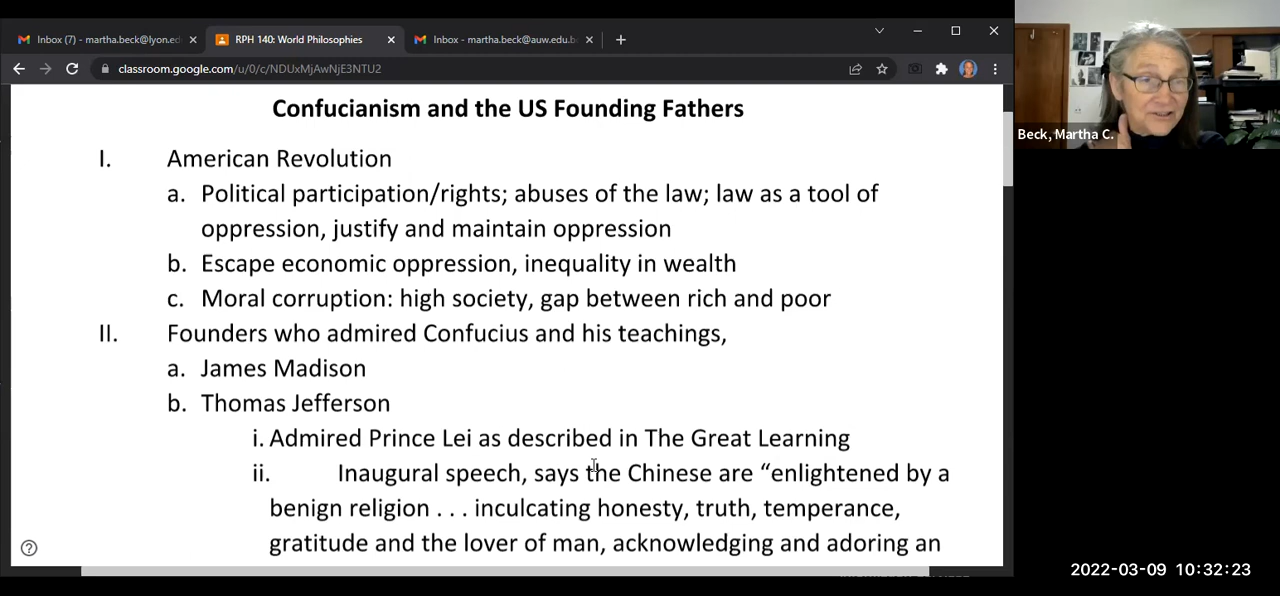 Inbox (7) - martha.beck@lyon.ed
RPH 140: World Philosophies
Inbox - martha.beck@auw.edu.b
classroom.google.com/u/0/c/NDUxMjAwNjE3NTU2
Beck, Martha C.
Confucianism and the US Founding Fathers
I. American Revolution
a. Political participation/rights; abuses of the law; law as a tool of
oppression, justify and maintain oppression
b. Escape economic oppression, inequality in wealth
c. Moral corruption: high society, gap between rich and poor
II. Founders who admired Confucius and his teachings,
a. James Madison
b. Thomas Jefferson
i. Admired Prince Lei as described in The Great Learning
ii. Inaugural speech, says the Chinese are “enlightened by a
benign religion . . . inculcating honesty, truth, temperance,
gratitude and the lover of man, acknowledging and adoring an
2022-03-09 10:32:23